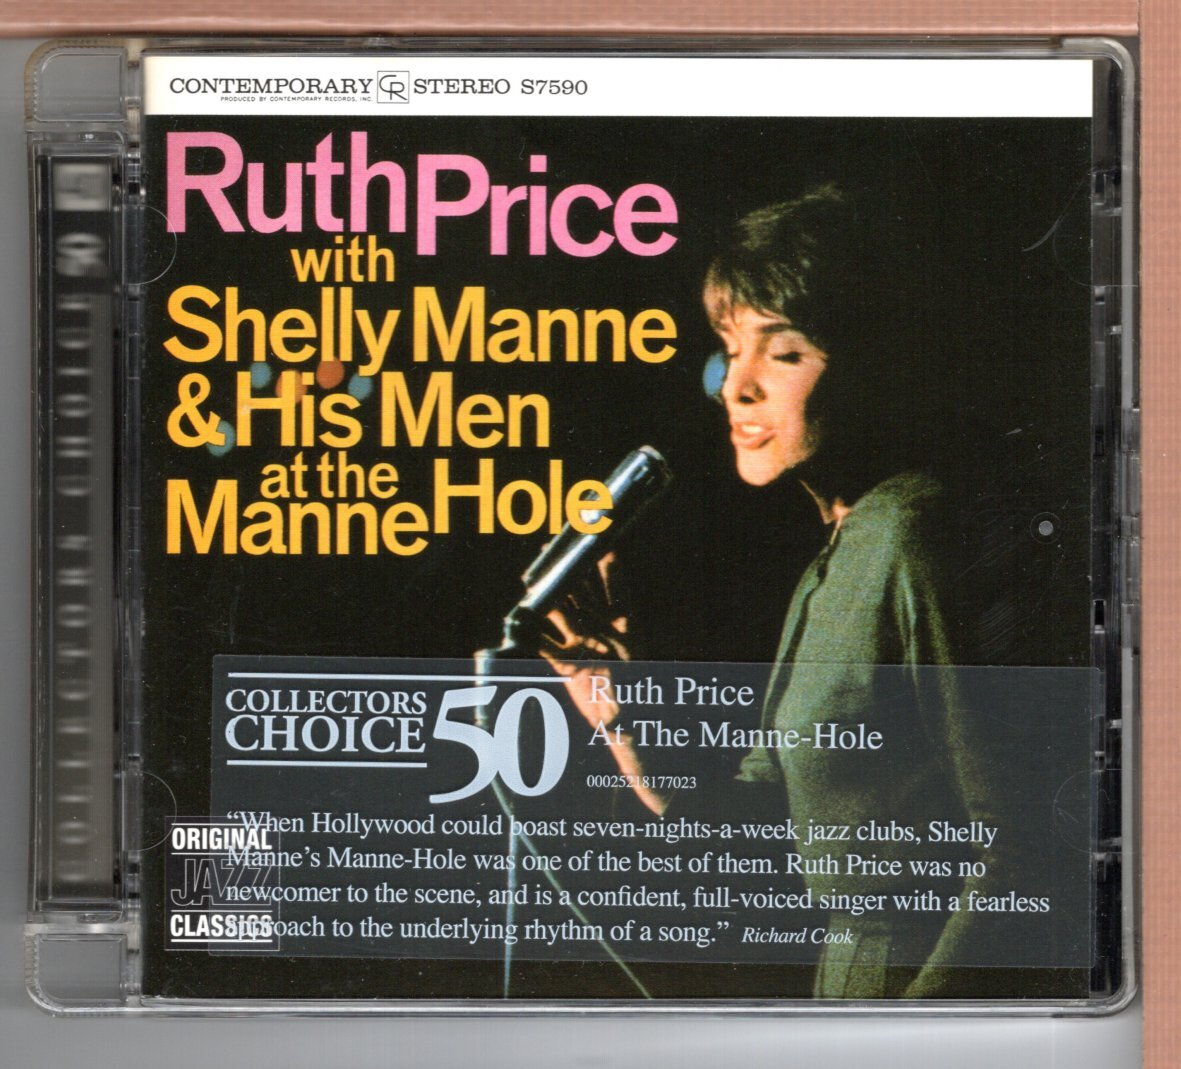 CONTEMPORARY CR STEREO S7590
PRODUCED BY CONTEMPORARY RECORDS, INC.
Ruth Price
with
Shelly Manne
& His Men
at the
Manne Hole
COLLECTORS
CHOICE
50
Ruth Price
At The Manne-Hole
00025218177023
“When Hollywood could boast seven-nights-a-week jazz clubs, Shelly
Manne’s Manne-Hole was one of the best of them. Ruth Price was no
newcomer to the scene, and is a confident, full-voiced singer with a fearless
approach to the underlying rhythm of a song.” Richard Cook
ORIGINAL
JAZZ
CLASSICS
COLLECTORS CHOICE 50